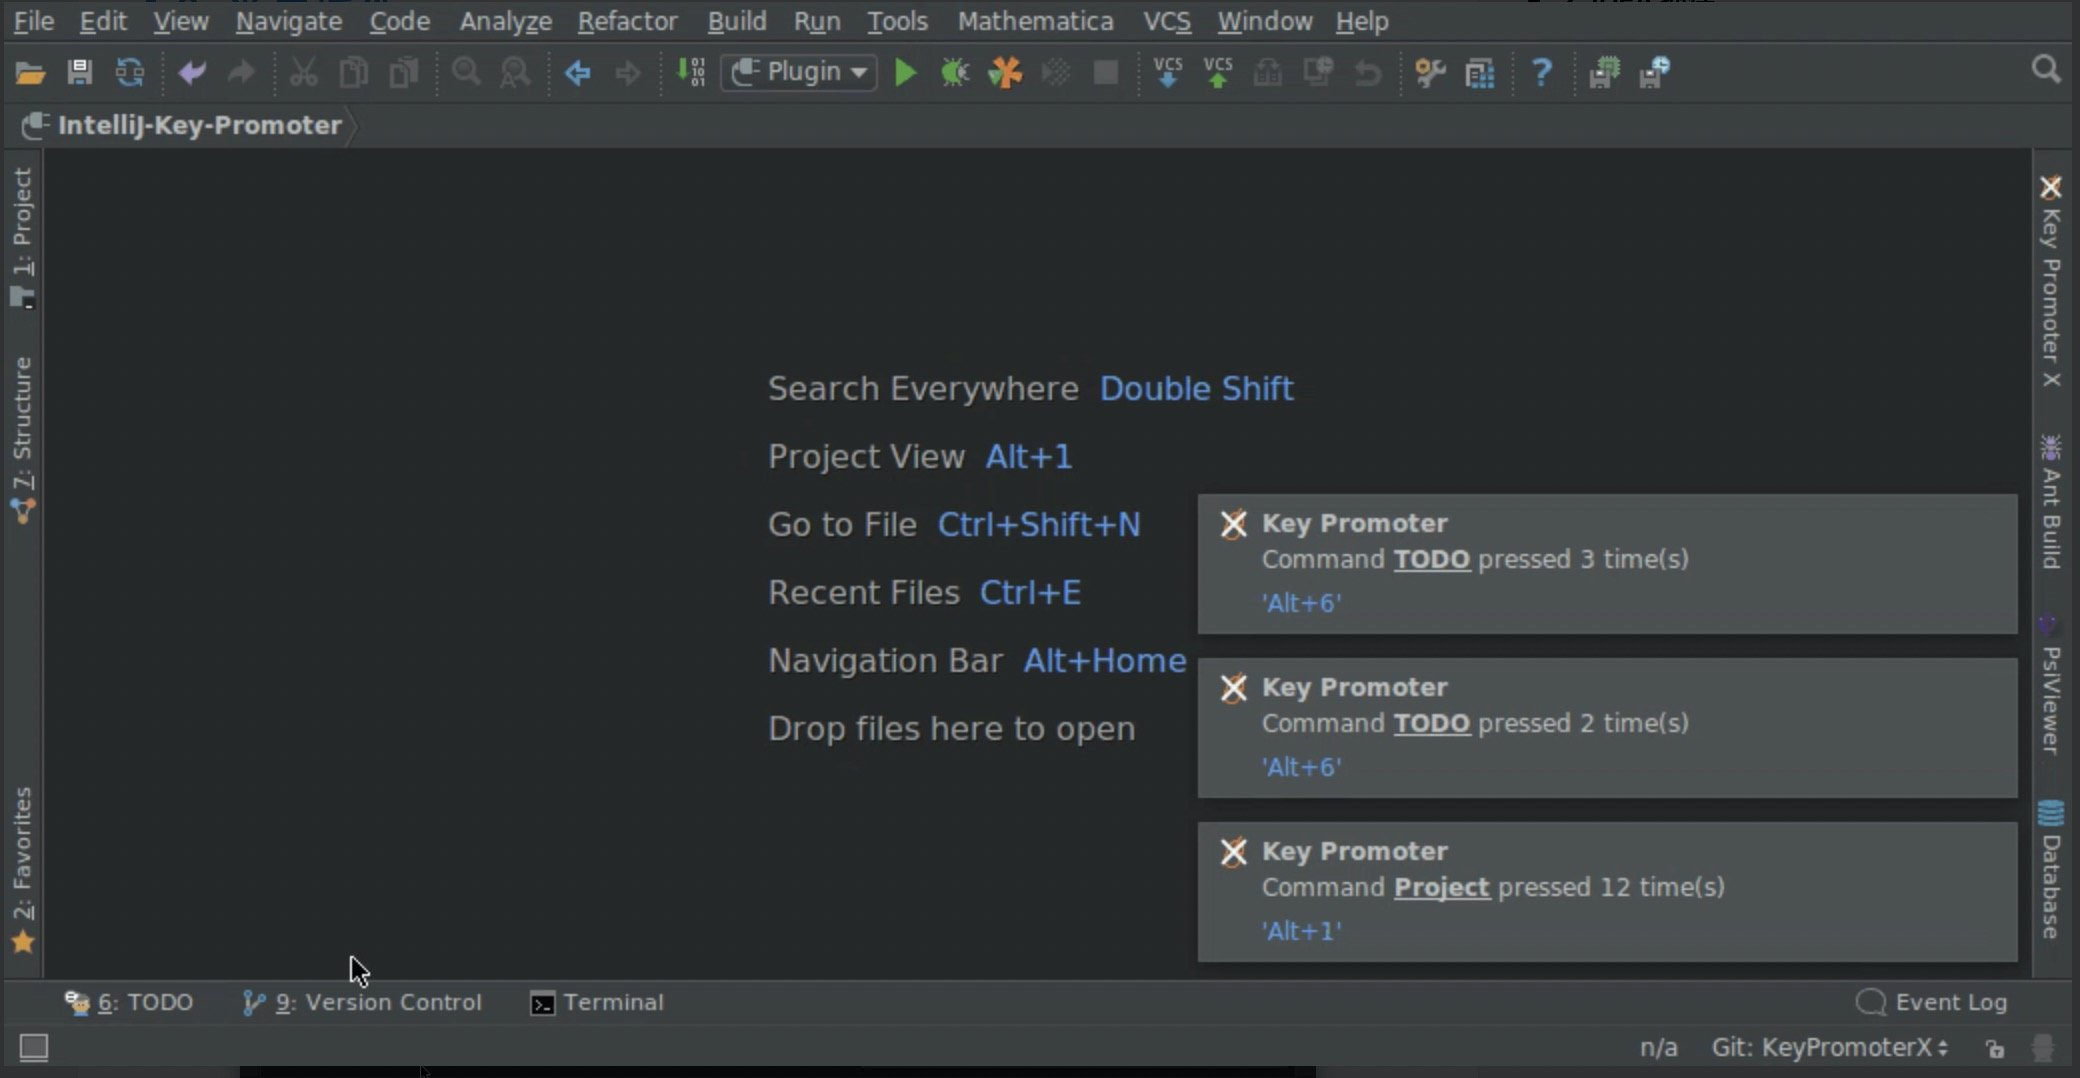 File Edit View Navigate Code Analyze Refactor Build Run Tools Mathematica VCS Window Help
Plugin VCS VCS ?
IntelliJ-Key-Promoter
1: Project
7: Structure
2: Favorites
Search Everywhere Double Shift
Project View Alt+1
Go to File Ctrl+Shift+N
Recent Files Ctrl+E
Navigation Bar Alt+Home
Drop files here to open
Key Promoter
Command TODO pressed 3 time(s)
'Alt+6'
Key Promoter
Command TODO pressed 2 time(s)
'Alt+6'
Key Promoter
Command Project pressed 12 time(s)
'Alt+1'
Key Promoter X
Ant Build
PsiViewer
Database
6: TODO 9: Version Control Terminal Event Log
n/a Git: KeyPromoterX